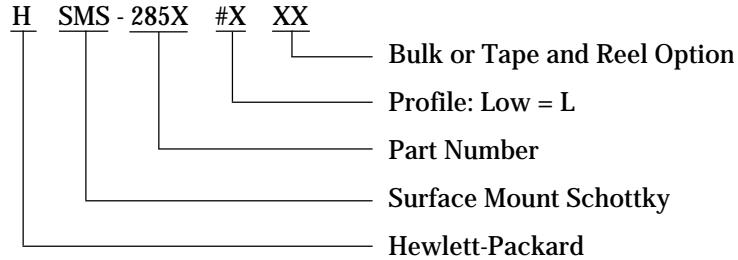 H SMS - 285X #X XX
Bulk or Tape and Reel Option
Profile: Low = L
Part Number
Surface Mount Schottky
Hewlett-Packard